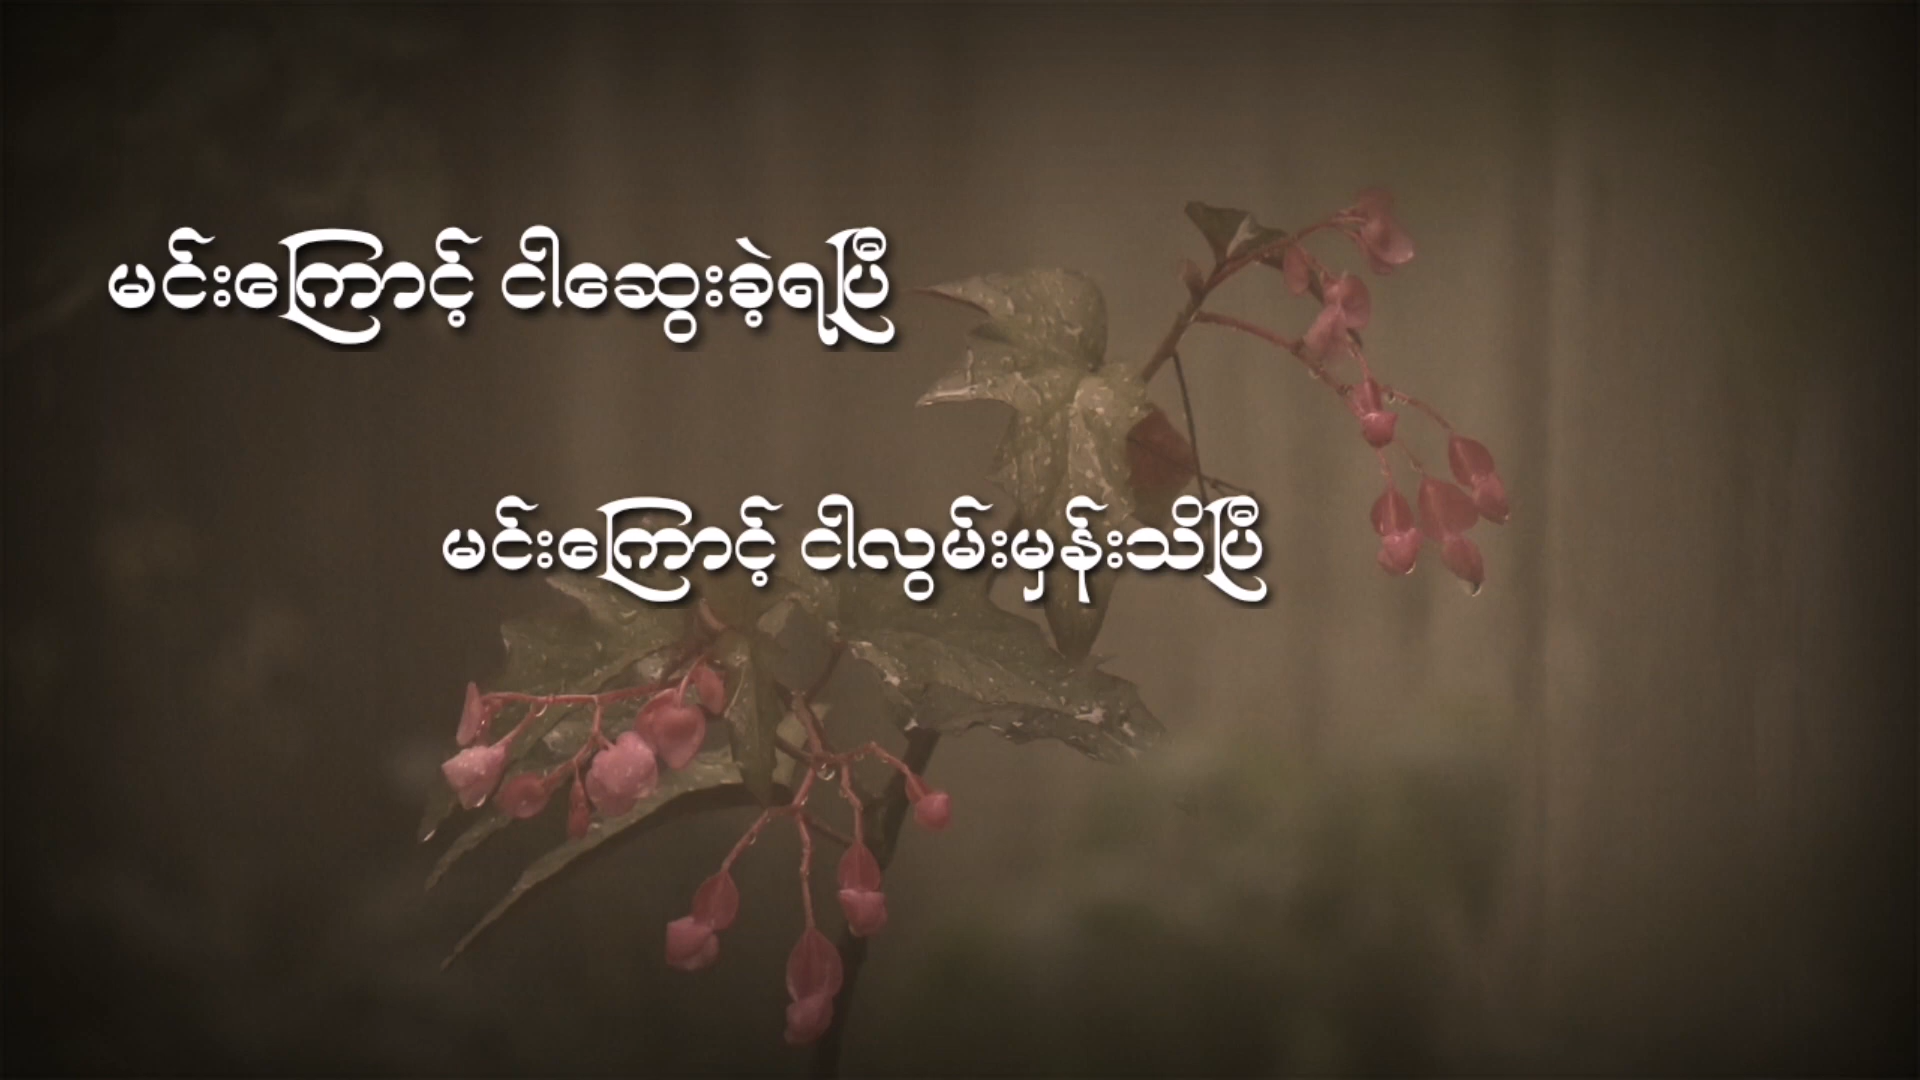 မင်းကြောင့် ငါဆွေးခဲ့ရပြီ
မင်းကြောင့် ငါလွမ်းမှန်းသိပြီ